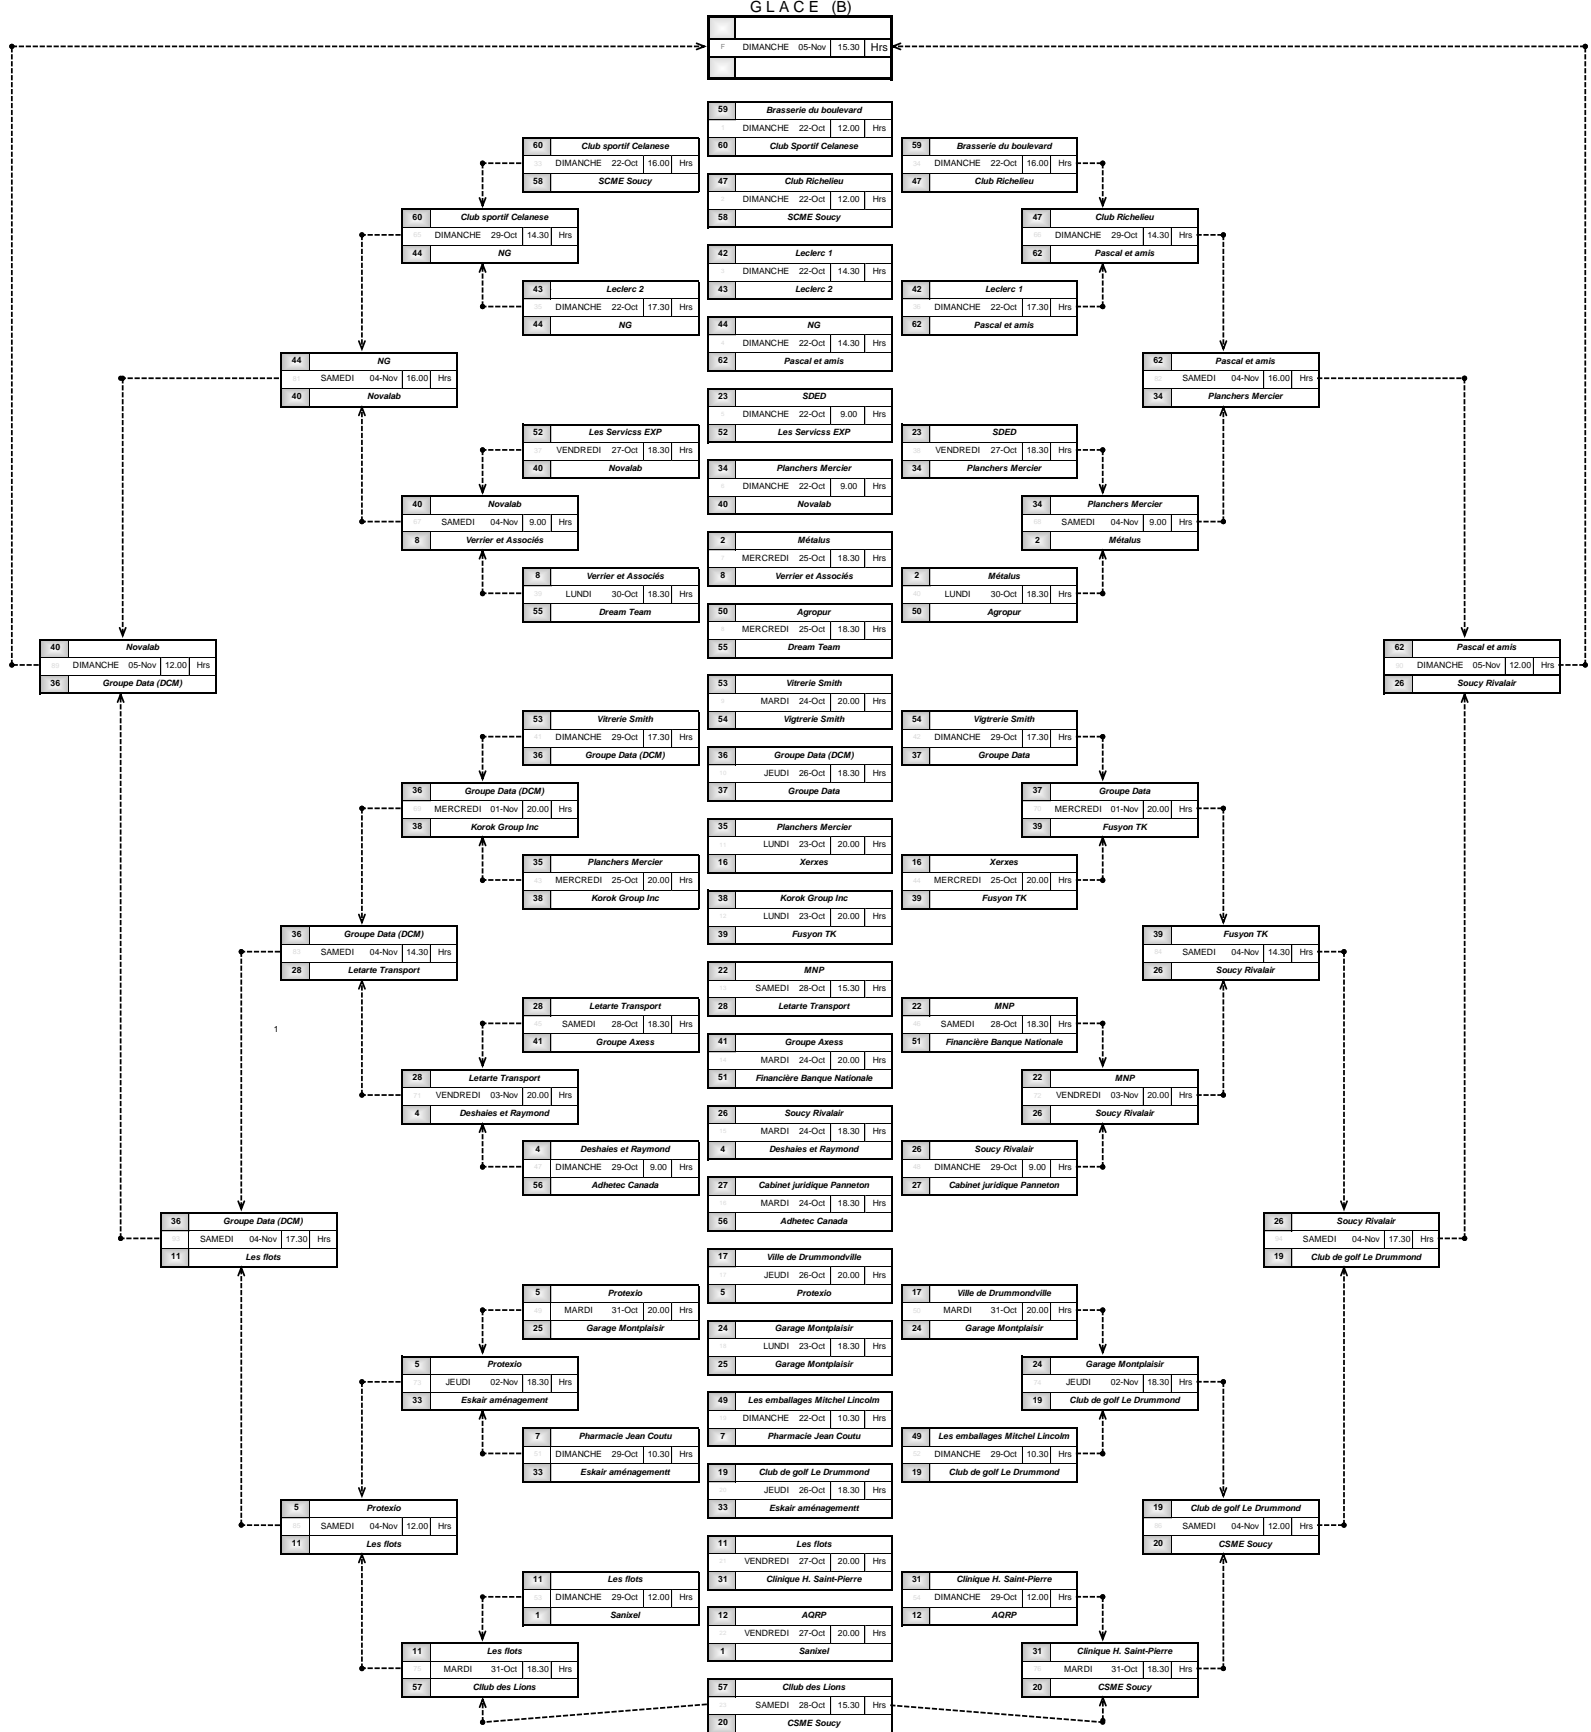 GLACE (B)
F DIMANCHE 05-Nov 15.30 Hrs
59 Brasserie du boulevard
DIMANCHE 22-Oct 12.00 Hrs
60 Club Sportif Celanese
60 Club sportif Celanese
DIMANCHE 22-Oct 16.00 Hrs
58 SCME Soucy
59 Brasserie du boulevard
DIMANCHE 22-Oct 16.00 Hrs
47 Club Richelieu
47 Club Richelieu
DIMANCHE 22-Oct 12.00 Hrs
58 SCME Soucy
60 Club sportif Celanese
DIMANCHE 29-Oct 14.30 Hrs
44 NG
47 Club Richelieu
DIMANCHE 29-Oct 14.30 Hrs
62 Pascal et amis
42 Leclerc 1
DIMANCHE 22-Oct 14.30 Hrs
43 Leclerc 2
43 Leclerc 2
DIMANCHE 22-Oct 17.30 Hrs
44 NG
42 Leclerc 1
DIMANCHE 22-Oct 17.30 Hrs
62 Pascal et amis
44 NG
DIMANCHE 22-Oct 14.30 Hrs
62 Pascal et amis
44 NG
SAMEDI 04-Nov 16.00 Hrs
40 Novalab
62 Pascal et amis
SAMEDI 04-Nov 16.00 Hrs
34 Planchers Mercier
23 SDED
DIMANCHE 22-Oct 9.00 Hrs
52 Les Servicss EXP
52 Les Servicss EXP
VENDREDI 27-Oct 18.30 Hrs
40 Novalab
23 SDED
VENDREDI 27-Oct 18.30 Hrs
34 Planchers Mercier
34 Planchers Mercier
DIMANCHE 22-Oct 9.00 Hrs
40 Novalab
40 Novalab
SAMEDI 04-Nov 9.00 Hrs
8 Verrier et Associés
34 Planchers Mercier
SAMEDI 04-Nov 9.00 Hrs
2 Métalus
2 Métalus
MERCREDI 25-Oct 18.30 Hrs
8 Verrier et Associés
8 Verrier et Associés
LUNDI 30-Oct 18.30 Hrs
55 Dream Team
2 Métalus
LUNDI 30-Oct 18.30 Hrs
50 Agropur
50 Agropur
MERCREDI 25-Oct 18.30 Hrs
55 Dream Team
40 Novalab
DIMANCHE 05-Nov 12.00 Hrs
36 Groupe Data (DCM)
62 Pascal et amis
DIMANCHE 05-Nov 12.00 Hrs
26 Soucy Rivalair
53 Vitrerie Smith
MARDI 24-Oct 20.00 Hrs
54 Vigtrerie Smith
53 Vitrerie Smith
DIMANCHE 29-Oct 17.30 Hrs
36 Groupe Data (DCM)
54 Vigtrerie Smith
DIMANCHE 29-Oct 17.30 Hrs
37 Groupe Data
36 Groupe Data (DCM)
JEUDI 26-Oct 18.30 Hrs
37 Groupe Data
36 Groupe Data (DCM)
MERCREDI 01-Nov 20.00 Hrs
38 Korok Group Inc
37 Groupe Data
MERCREDI 01-Nov 20.00 Hrs
39 Fusyon TK
35 Planchers Mercier
LUNDI 23-Oct 20.00 Hrs
16 Xerxes
35 Planchers Mercier
MERCREDI 25-Oct 20.00 Hrs
38 Korok Group Inc
16 Xerxes
MERCREDI 25-Oct 20.00 Hrs
39 Fusyon TK
38 Korok Group Inc
LUNDI 23-Oct 20.00 Hrs
39 Fusyon TK
36 Groupe Data (DCM)
SAMEDI 04-Nov 14.30 Hrs
28 Letarte Transport
39 Fusyon TK
SAMEDI 04-Nov 14.30 Hrs
26 Soucy Rivalair
22 MNP
SAMEDI 28-Oct 15.30 Hrs
28 Letarte Transport
28 Letarte Transport
SAMEDI 28-Oct 18.30 Hrs
41 Groupe Axess
22 MNP
SAMEDI 28-Oct 18.30 Hrs
51 Financière Banque Nationale
1
41 Groupe Axess
MARDI 24-Oct 20.00 Hrs
51 Financière Banque Nationale
28 Letarte Transport
VENDREDI 03-Nov 20.00 Hrs
4 Deshaies et Raymond
22 MNP
VENDREDI 03-Nov 20.00 Hrs
26 Soucy Rivalair
26 Soucy Rivalair
MARDI 24-Oct 18.30 Hrs
4 Deshaies et Raymond
4 Deshaies et Raymond
DIMANCHE 29-Oct 9.00 Hrs
56 Adhetec Canada
26 Soucy Rivalair
DIMANCHE 29-Oct 9.00 Hrs
27 Cabinet juridique Panneton
27 Cabinet juridique Panneton
MARDI 24-Oct 18.30 Hrs
56 Adhetec Canada
36 Groupe Data (DCM)
SAMEDI 04-Nov 17.30 Hrs
11 Les flots
26 Soucy Rivalair
SAMEDI 04-Nov 17.30 Hrs
19 Club de golf Le Drummond
17 Ville de Drummondville
JEUDI 26-Oct 20.00 Hrs
5 Protexio
5 Protexio
MARDI 31-Oct 20.00 Hrs
25 Garage Montplaisir
17 Ville de Drummondville
MARDI 31-Oct 20.00 Hrs
24 Garage Montplaisir
24 Garage Montplaisir
LUNDI 23-Oct 18.30 Hrs
25 Garage Montplaisir
5 Protexio
JEUDI 02-Nov 18.30 Hrs
33 Eskair aménagement
24 Garage Montplaisir
JEUDI 02-Nov 18.30 Hrs
19 Club de golf Le Drummond
49 Les emballages Mitchel Lincolm
DIMANCHE 22-Oct 10.30 Hrs
7 Pharmacie Jean Coutu
7 Pharmacie Jean Coutu
DIMANCHE 29-Oct 10.30 Hrs
33 Eskair aménagementt
49 Les emballages Mitchel Lincolm
DIMANCHE 29-Oct 10.30 Hrs
19 Club de golf Le Drummond
19 Club de golf Le Drummond
JEUDI 26-Oct 18.30 Hrs
33 Eskair aménagementt
5 Protexio
SAMEDI 04-Nov 12.00 Hrs
11 Les flots
19 Club de golf Le Drummond
SAMEDI 04-Nov 12.00 Hrs
20 CSME Soucy
11 Les flots
VENDREDI 27-Oct 20.00 Hrs
31 Clinique H. Saint-Pierre
11 Les flots
DIMANCHE 29-Oct 12.00 Hrs
1 Sanixel
31 Clinique H. Saint-Pierre
DIMANCHE 29-Oct 12.00 Hrs
12 AQRP
12 AQRP
VENDREDI 27-Oct 20.00 Hrs
1 Sanixel
11 Les flots
MARDI 31-Oct 18.30 Hrs
57 Cllub des Lions
31 Clinique H. Saint-Pierre
MARDI 31-Oct 18.30 Hrs
20 CSME Soucy
57 Cllub des Lions
SAMEDI 28-Oct 15.30 Hrs
20 CSME Soucy